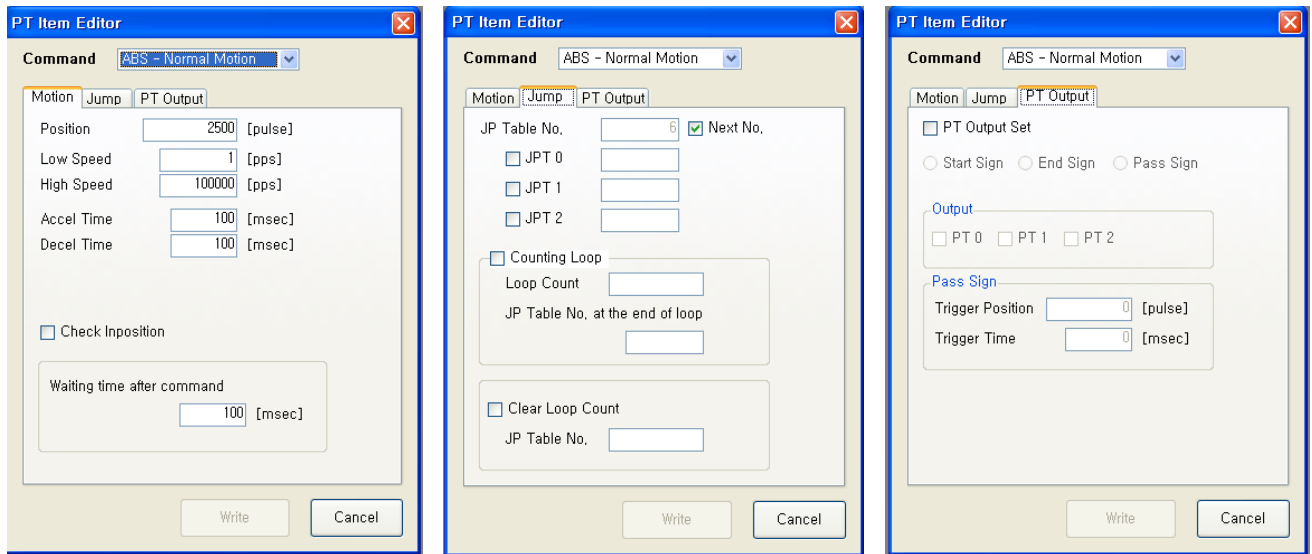 PT Item Editor
Command ABS - Normal Motion
Motion Jump PT Output
Position 2500 [pulse]
Low Speed 1 [pps]
High Speed 100000 [pps]
Accel Time 100 [msec]
Decel Time 100 [msec]
Check Inposition
Waiting time after command
100 [msec]
Write Cancel
PT Item Editor
Command ABS - Normal Motion
Motion Jump PT Output
JP Table No. 6 Next No.
JPT 0
JPT 1
JPT 2
Counting Loop
Loop Count
JP Table No. at the end of loop
Clear Loop Count
JP Table No.
Write Cancel
PT Item Editor
Command ABS - Normal Motion
Motion Jump PT Output
PT Output Set
Start Sign End Sign Pass Sign
Output
PT 0 PT 1 PT 2
Pass Sign
Trigger Position 0 [pulse]
Trigger Time 0 [msec]
Write Cancel